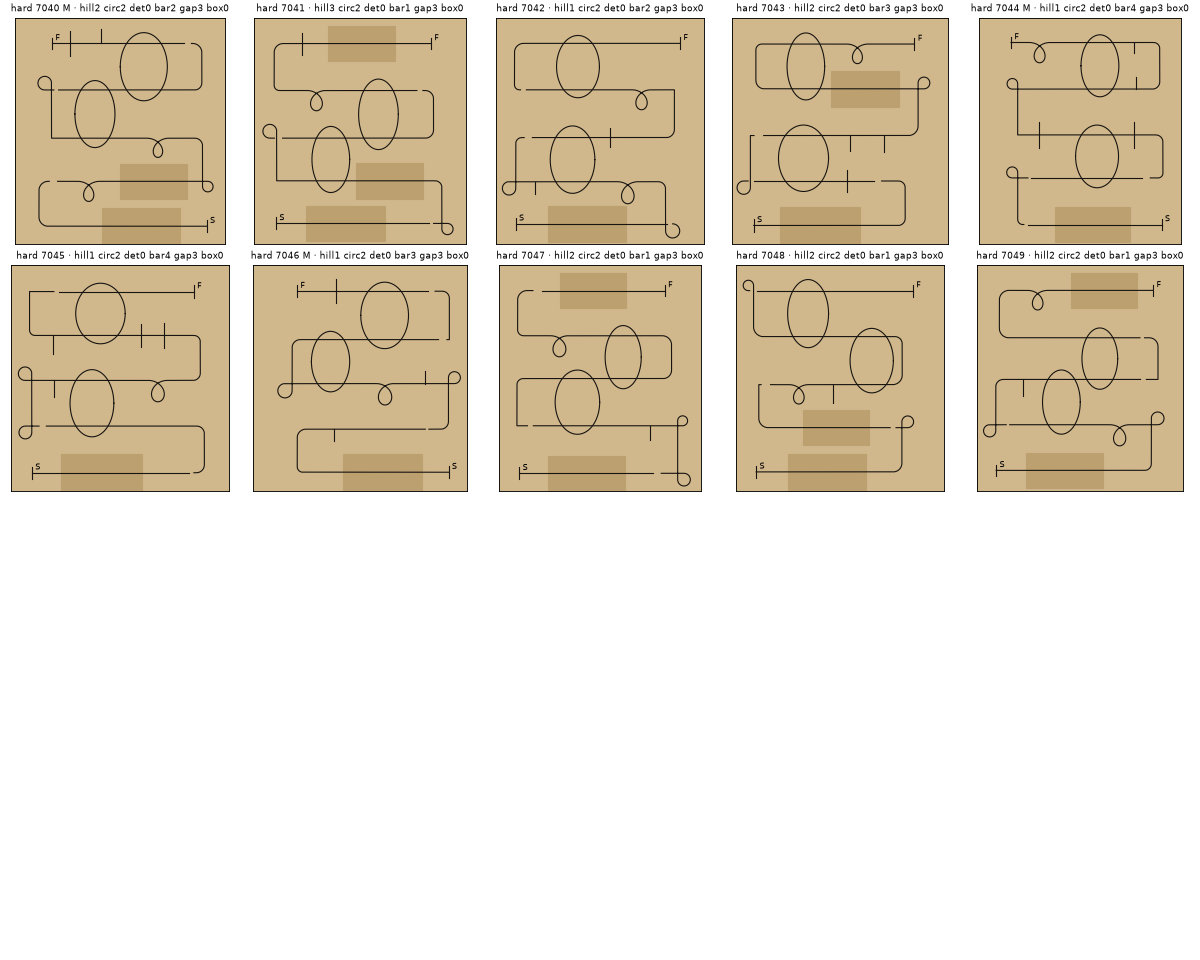 hard 7040 M · hill2 circ2 det0 bar2 gap3 box0
hard 7041 · hill3 circ2 det0 bar1 gap3 box0
hard 7042 · hill1 circ2 det0 bar2 gap3 box0
hard 7043 · hill2 circ2 det0 bar3 gap3 box0
hard 7044 M · hill1 circ2 det0 bar4 gap3 box0
F
F
F
F
F
S
S
S
S
S
hard 7045 · hill1 circ2 det0 bar4 gap3 box0
hard 7046 M · hill1 circ2 det0 bar3 gap3 box0
hard 7047 · hill2 circ2 det0 bar1 gap3 box0
hard 7048 · hill2 circ2 det0 bar1 gap3 box0
hard 7049 · hill2 circ2 det0 bar1 gap3 box0
F
F
F
F
F
S
S
S
S
S